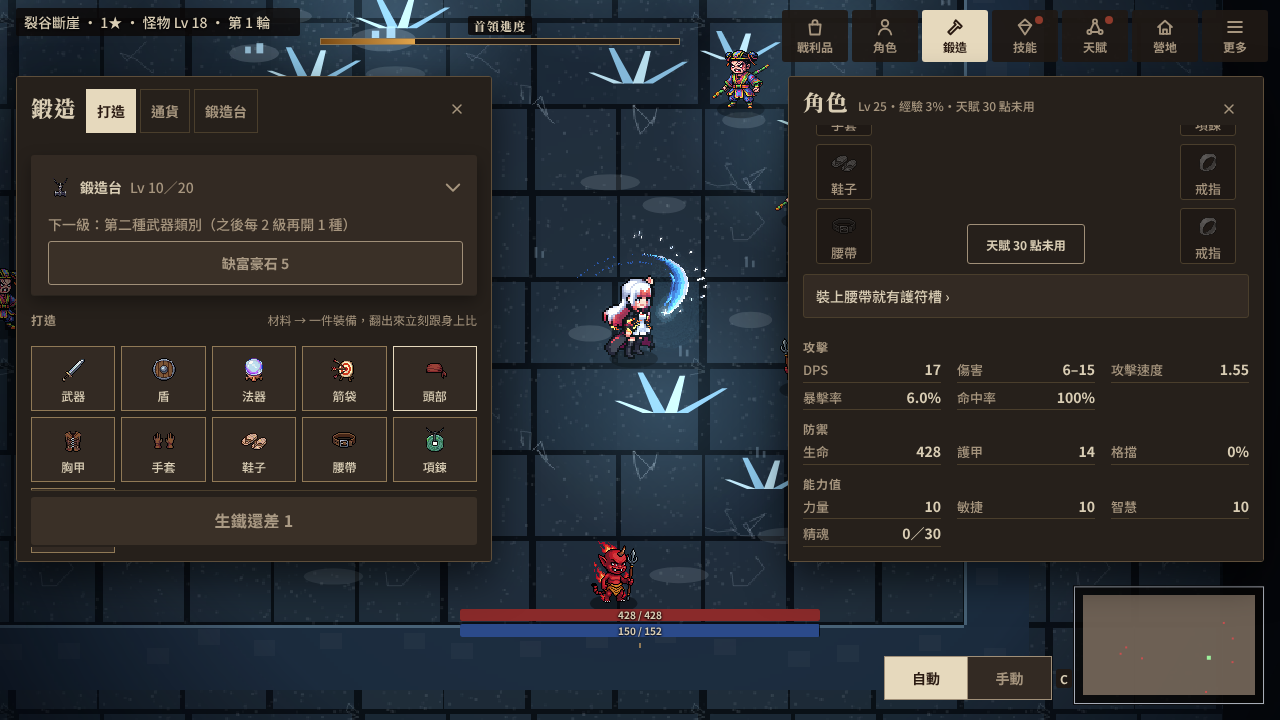 裂谷斷崖 · 1★ · 怪物 Lv 18 · 第 1 輪
首領進度
戰利品
角色
鍛造
技能
天賦
營地
更多
鍛造
打造
通貨
鍛造台
鍛造台 Lv 10／20
下一級：第二種武器類別（之後每 2 級再開 1 種）
缺富豪石 5
打造
材料 → 一件裝備，翻出來立刻跟身上比
武器
盾
法器
箭袋
頭部
胸甲
手套
鞋子
腰帶
項鍊
生鐵還差 1
角色 Lv 25・經驗 3%・天賦 30 點未用
手套
項鍊
鞋子
戒指
腰帶
天賦 30 點未用
戒指
裝上腰帶就有護符槽 ›
攻擊
DPS 17 傷害 6–15 攻擊速度 1.55
暴擊率 6.0% 命中率 100%
防禦
生命 428 護甲 14 格擋 0%
能力值
力量 10 敏捷 10 智慧 10
精魂 0／30
428 / 428
150 / 152
自動
手動
C